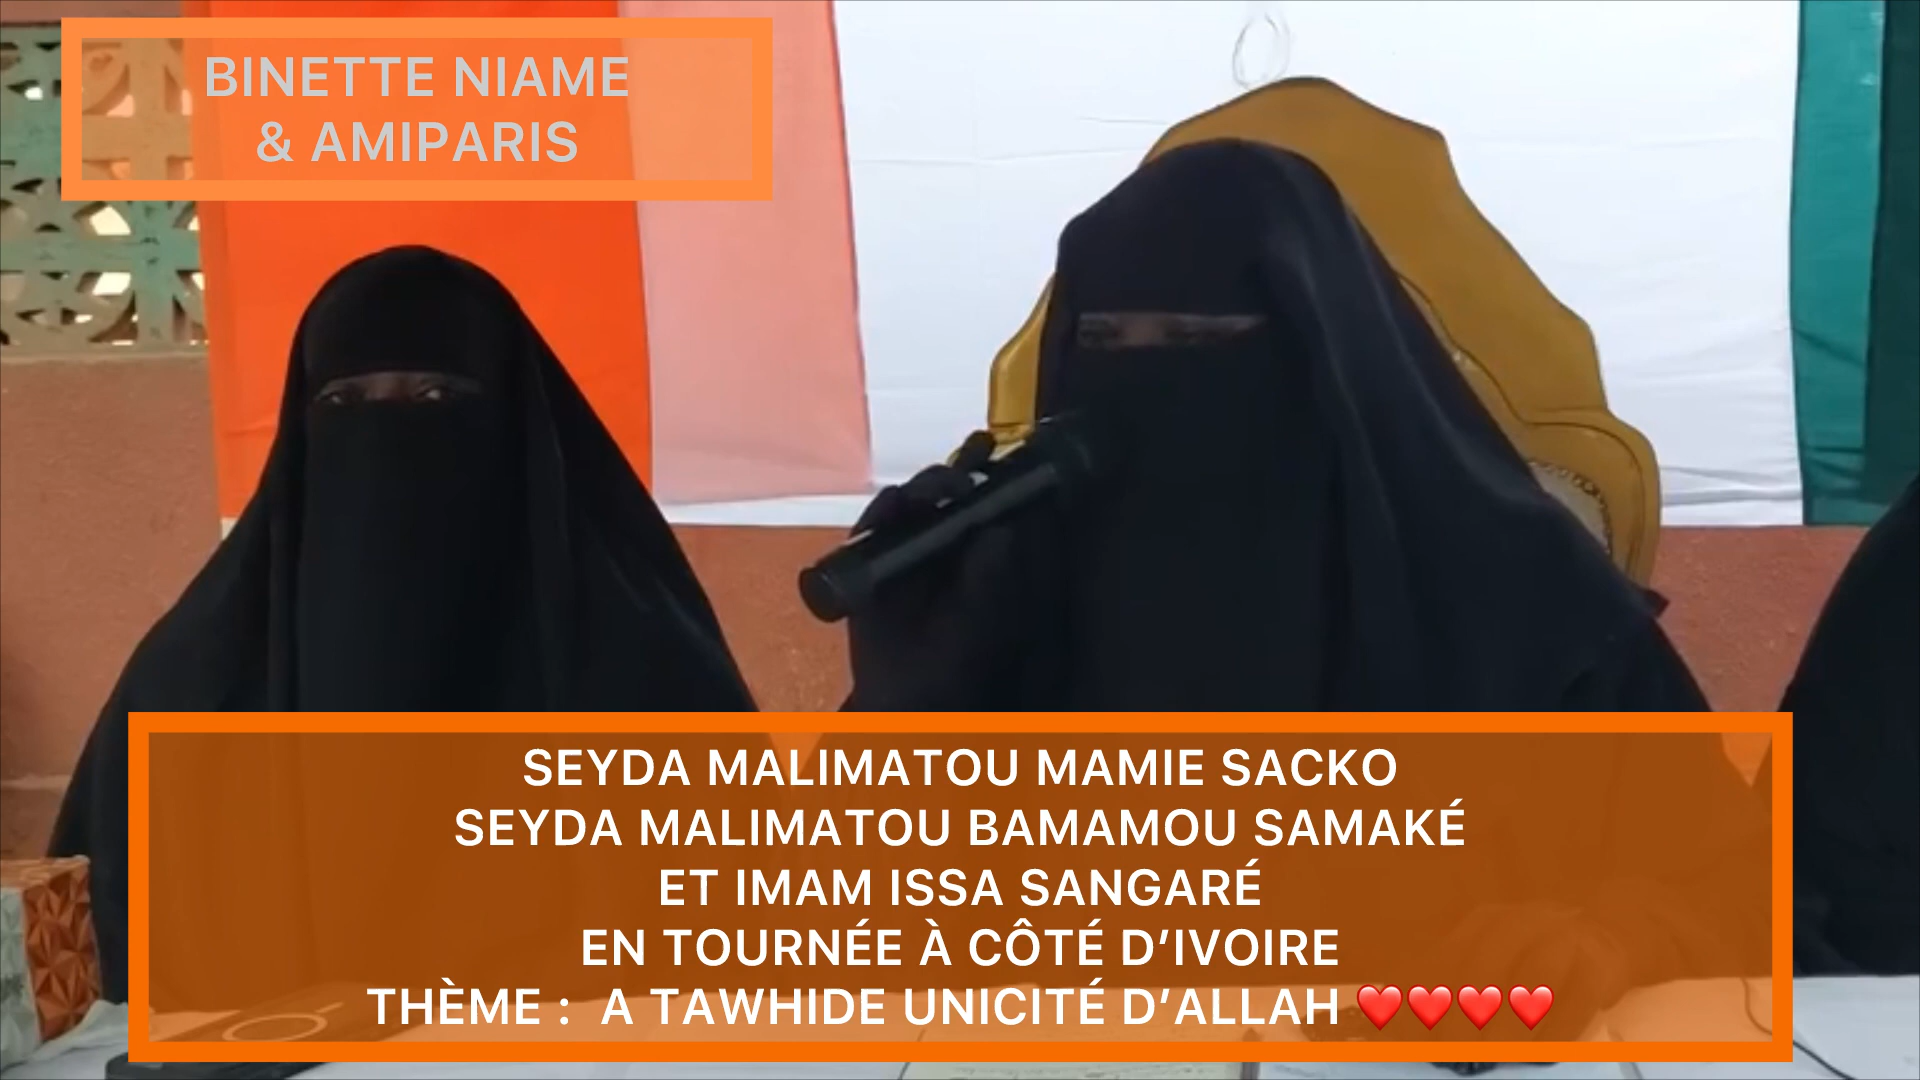 BINETTE NIAME
& AMIPARIS
SEYDA MALIMATOU MAMIE SACKO
SEYDA MALIMATOU BAMAMOU SAMAKÉ
ET IMAM ISSA SANGARÉ
EN TOURNÉE À CÔTÉ D’IVOIRE
THÈME :  A TAWHIDE UNICITÉ D’ALLAH ❤️❤️❤️❤️